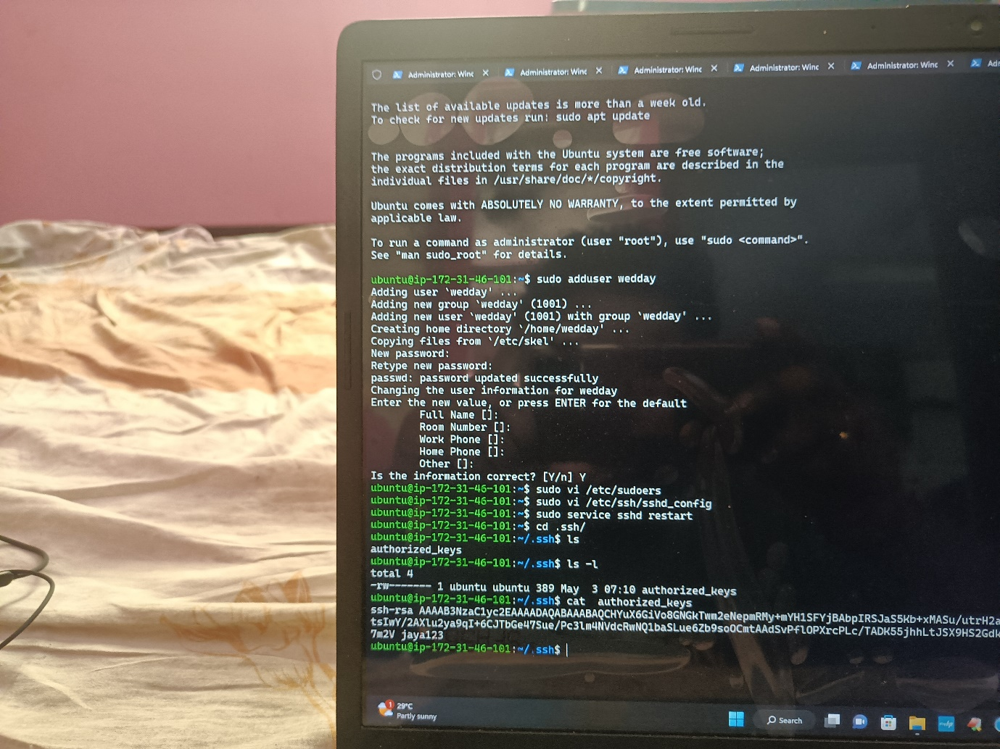 Administrator: Winc Administrator: Winc Administrator: Winc Administrator: Winc Administrator: Winc
The list of available updates is more than a week old.
To check for new updates run: sudo apt update
The programs included with the Ubuntu system are free software;
the exact distribution terms for each program are described in the
individual files in /usr/share/doc/*/copyright.
Ubuntu comes with ABSOLUTELY NO WARRANTY, to the extent permitted by
applicable law.
To run a command as administrator (user "root"), use "sudo <command>".
See "man sudo_root" for details.
ubuntu@ip-172-31-46-101:~$ sudo adduser wedday
Adding user `wedday' ...
Adding new group `wedday' (1001) ...
Adding new user `wedday' (1001) with group `wedday' ...
Creating home directory `/home/wedday' ...
Copying files from `/etc/skel' ...
New password:
Retype new password:
passwd: password updated successfully
Changing the user information for wedday
Enter the new value, or press ENTER for the default
Full Name []:
Room Number []:
Work Phone []:
Home Phone []:
Other []:
Is the information correct? [Y/n] Y
ubuntu@ip-172-31-46-101:~$ sudo vi /etc/sudoers
ubuntu@ip-172-31-46-101:~$ sudo vi /etc/ssh/sshd_config
ubuntu@ip-172-31-46-101:~$ sudo service sshd restart
ubuntu@ip-172-31-46-101:~$ cd .ssh/
ubuntu@ip-172-31-46-101:~/.ssh$ ls
authorized_keys
ubuntu@ip-172-31-46-101:~/.ssh$ ls -l
total 4
-rw------- 1 ubuntu ubuntu 389 May  3 07:10 authorized_keys
ubuntu@ip-172-31-46-101:~/.ssh$ cat  authorized_keys
ssh-rsa AAAAB3NzaC1yc2EAAAADAQABAAABAQCHYuX6GiVo8GNGkTwm2eNepmRMy+mYH1SFYjBAbpIRSJaS5Kb+xMASu/utrH2a
tsIwY/2AXlu2ya9qI+6CJTbGe47Sue/Pc3lm4NVdcRwNQ1baSLue6Zb9soOCmtAAdSvPflOPXrcPLc/TADK55jhhLtJSX9HS2Gdk
7m2V jaya123
ubuntu@ip-172-31-46-101:~/.ssh$
1
29°C
Partly sunny
Search